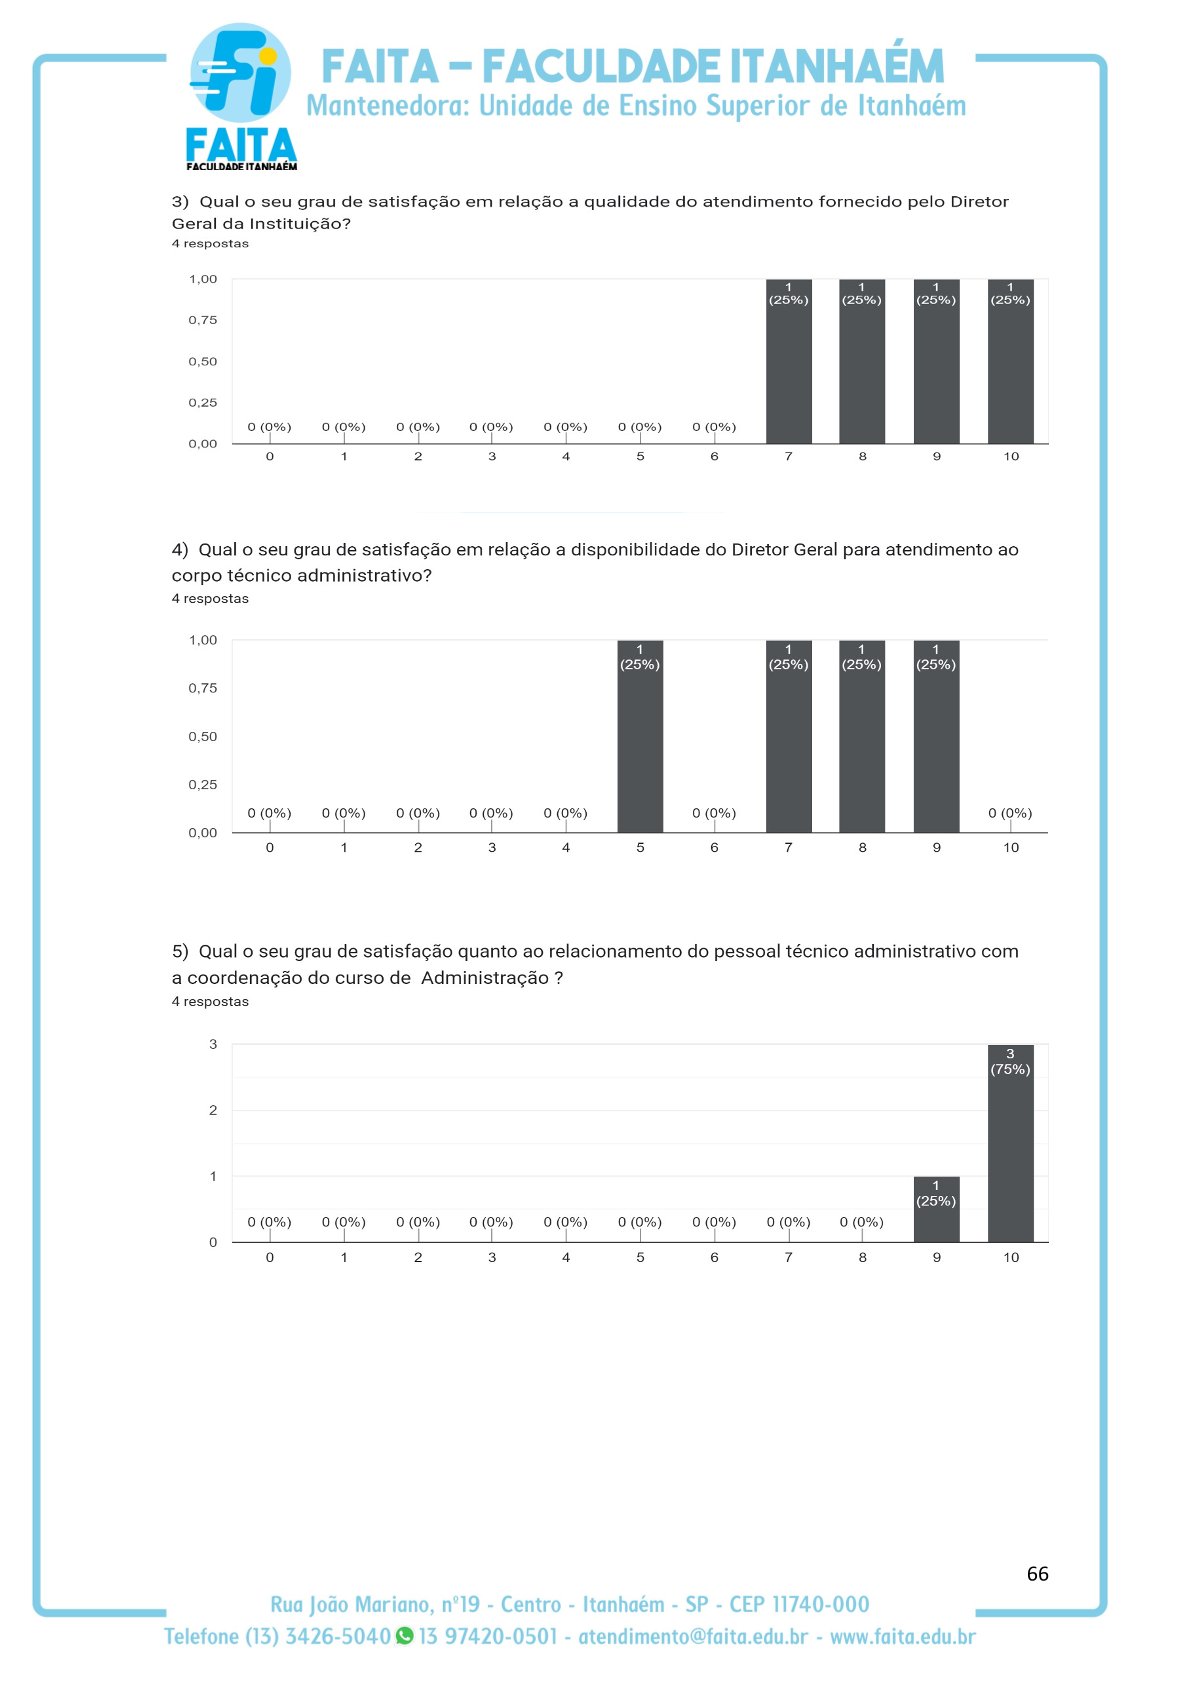 Fi
FAITA
FACULDADE ITANHAÉM
FAITA – FACULDADE ITANHAÉM
Mantenedora: Unidade de Ensino Superior de Itanhaém
3) Qual o seu grau de satisfação em relação a qualidade do atendimento fornecido pelo Diretor
Geral da Instituição?
4 respostas
1,00
0,75
0,50
0,25
0,00
0 (0%) 0 (0%) 0 (0%) 0 (0%) 0 (0%) 0 (0%) 0 (0%) 1 (25%) 1 (25%) 1 (25%) 1 (25%)
0 1 2 3 4 5 6 7 8 9 10
4) Qual o seu grau de satisfação em relação a disponibilidade do Diretor Geral para atendimento ao
corpo técnico administrativo?
4 respostas
1,00
0,75
0,50
0,25
0,00
0 (0%) 0 (0%) 0 (0%) 0 (0%) 0 (0%) 1 (25%) 0 (0%) 1 (25%) 1 (25%) 1 (25%) 0 (0%)
0 1 2 3 4 5 6 7 8 9 10
5) Qual o seu grau de satisfação quanto ao relacionamento do pessoal técnico administrativo com
a coordenação do curso de Administração ?
4 respostas
3
2
1
0
0 (0%) 0 (0%) 0 (0%) 0 (0%) 0 (0%) 0 (0%) 0 (0%) 0 (0%) 0 (0%) 1 (25%) 3 (75%)
0 1 2 3 4 5 6 7 8 9 10
66
Rua João Mariano, nº19 - Centro - Itanhaém - SP - CEP 11740-000
Telefone (13) 3426-5040 13 97420-0501 - atendimento@faita.edu.br - www.faita.edu.br